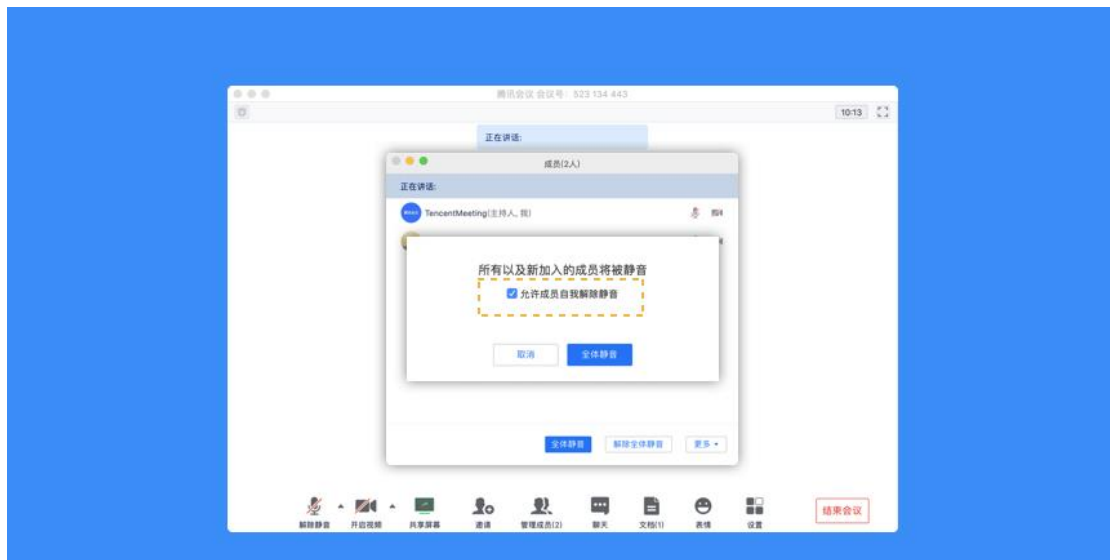 腾讯会议 会议号：523 134 443
10:13
正在讲话:
成员(2人)
正在讲话:
TencentMeeting(主持人, 我)
所有以及新加入的成员将被静音
允许成员自我解除静音
取消 全体静音
全体静音 解除全体静音 更多
解除静音 开启视频 共享屏幕 邀请 管理成员(2) 聊天 文档(1) 表情 设置 结束会议